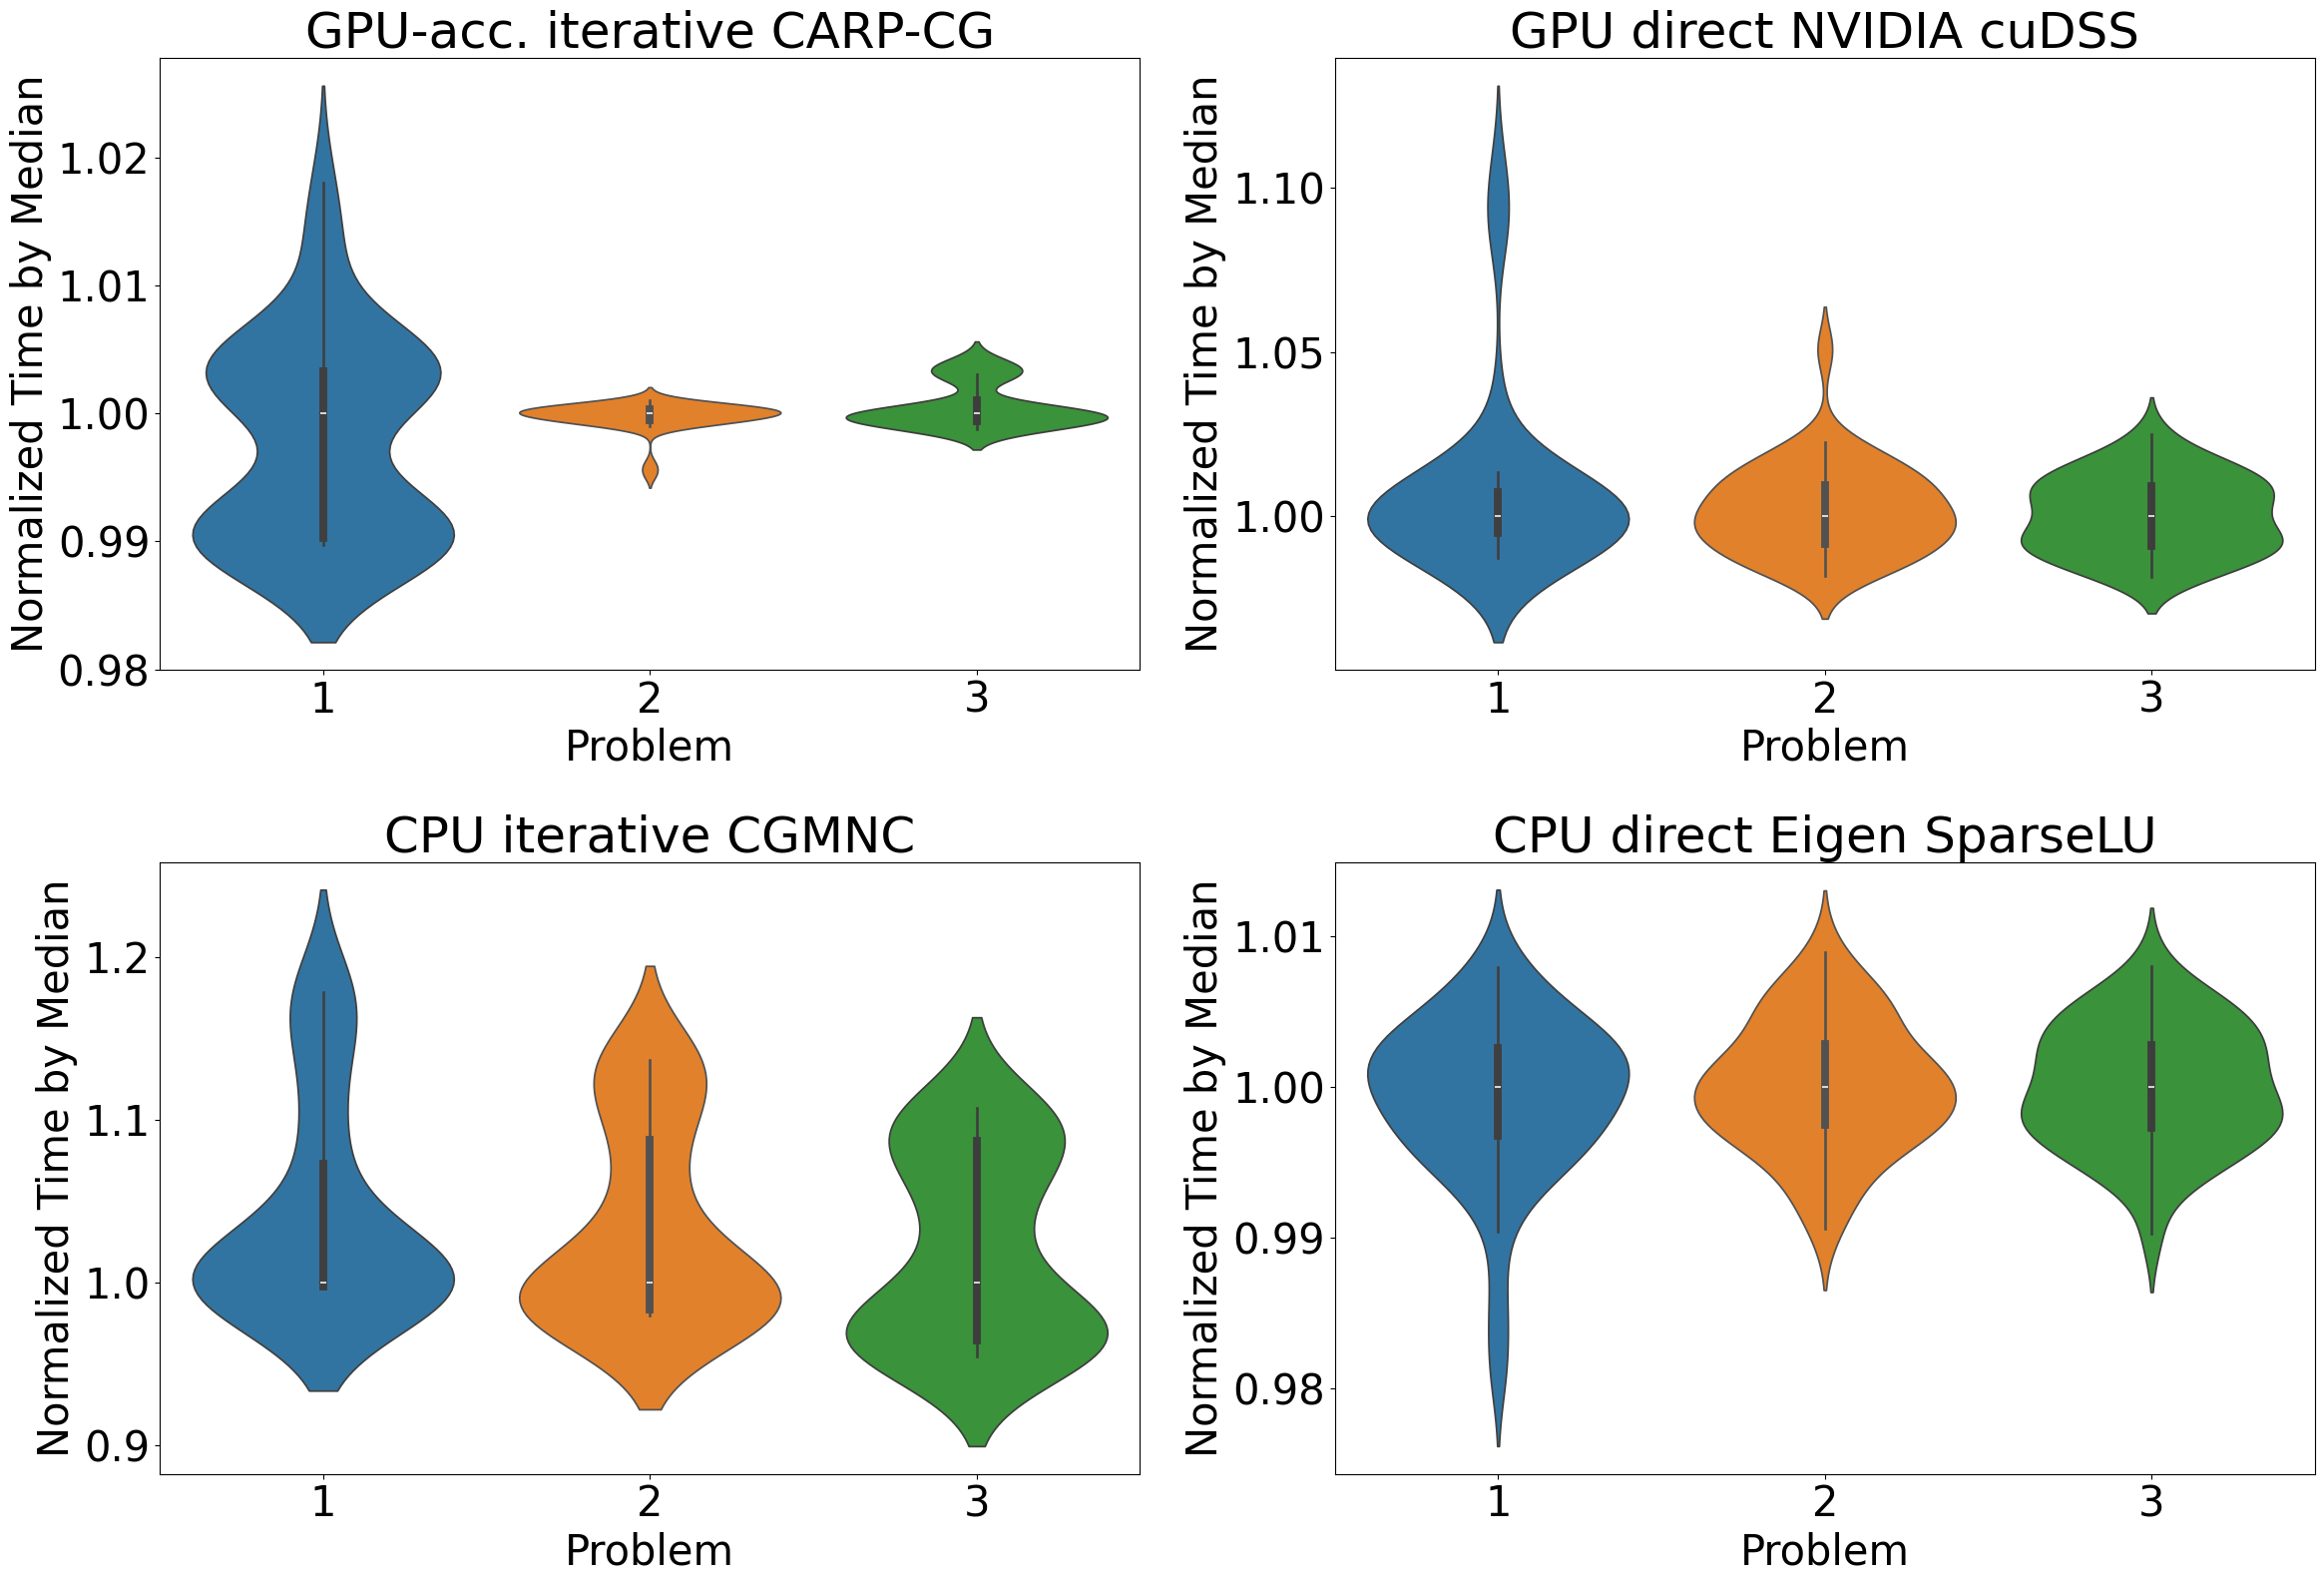 GPU-acc. iterative CARP-CG
Normalized Time by Median
1.02
1.01
1.00
0.99
0.98
1 2 3
Problem
GPU direct NVIDIA cuDSS
Normalized Time by Median
1.10
1.05
1.00
1 2 3
Problem
CPU iterative CGMNC
Normalized Time by Median
1.2
1.1
1.0
0.9
1 2 3
Problem
CPU direct Eigen SparseLU
Normalized Time by Median
1.01
1.00
0.99
0.98
1 2 3
Problem